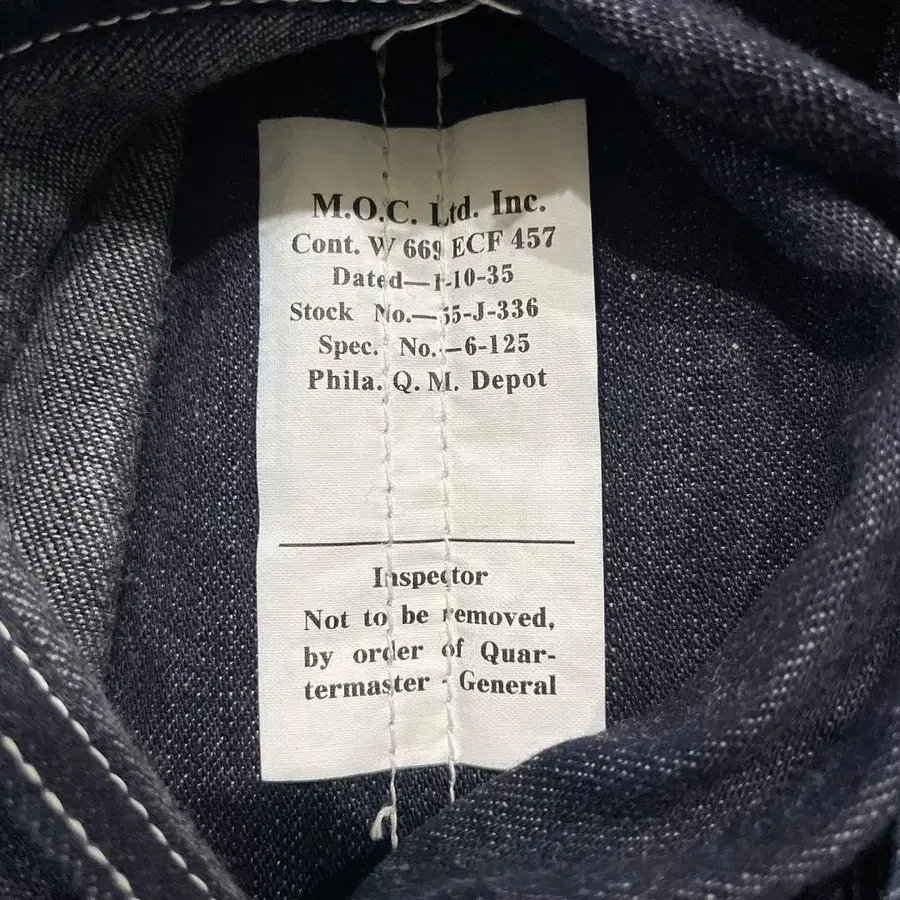 M.O.C. Ltd. Inc.
Cont. W 669 ECF 457
Dated—1-10-35
Stock No.—55-J-336
Spec. No.—6-125
Phila. Q. M. Depot
Inspector
Not to be removed,
by order of Quar-
termaster - General